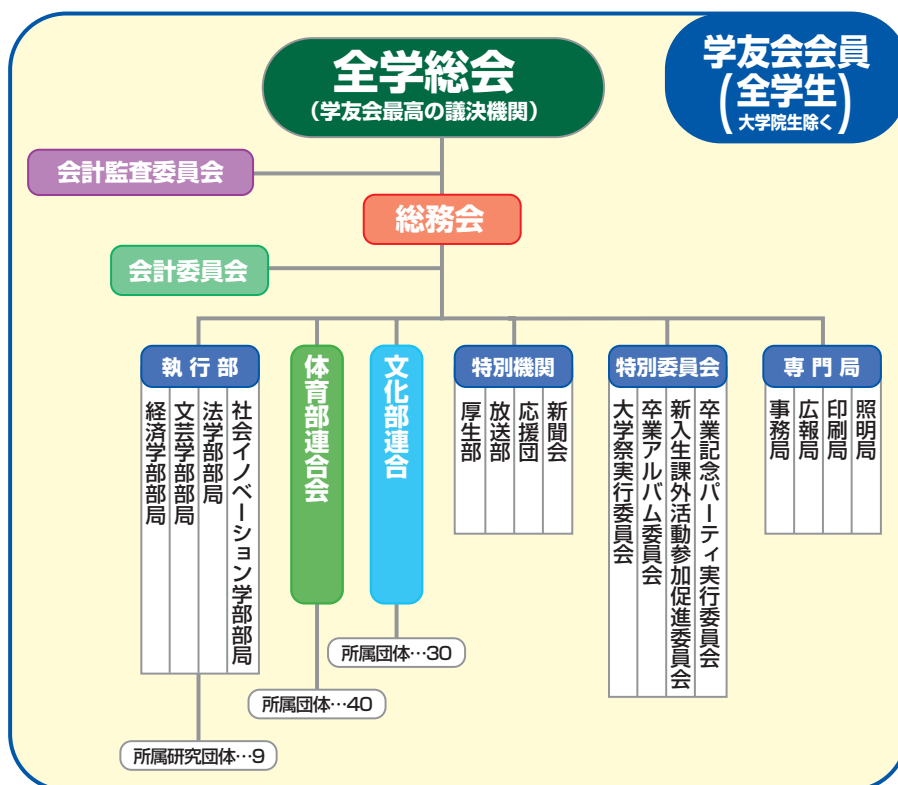 全学総会
（学友会最高の議決機関）
学友会会員
（全学生
大学院生除く）
会計監査委員会
総務会
会計委員会
執行部
経済学部部局
文芸学部部局
法学部部局
社会イノベーション学部部局
所属研究団体…9
体育部連合会
所属団体…40
文化部連合
所属団体…30
特別機関
厚生部
放送部
応援団
新聞会
特別委員会
大学祭実行委員会
卒業アルバム委員会
新入生課外活動参加促進委員会
卒業記念パーティ実行委員会
専門局
事務局
広報局
印刷局
照明局